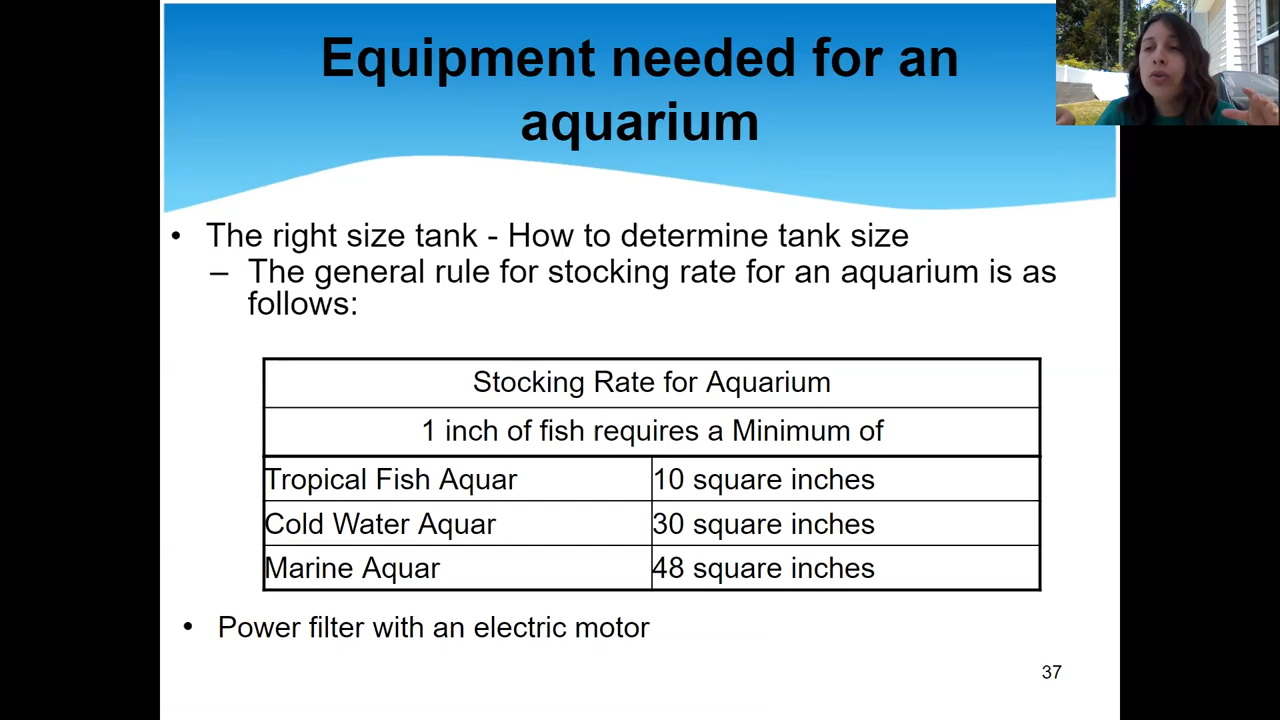 Equipment needed for an
aquarium
• The right size tank - How to determine tank size
– The general rule for stocking rate for an aquarium is as
follows:
Stocking Rate for Aquarium
1 inch of fish requires a Minimum of
Tropical Fish Aquar 10 square inches
Cold Water Aquar 30 square inches
Marine Aquar 48 square inches
• Power filter with an electric motor
37